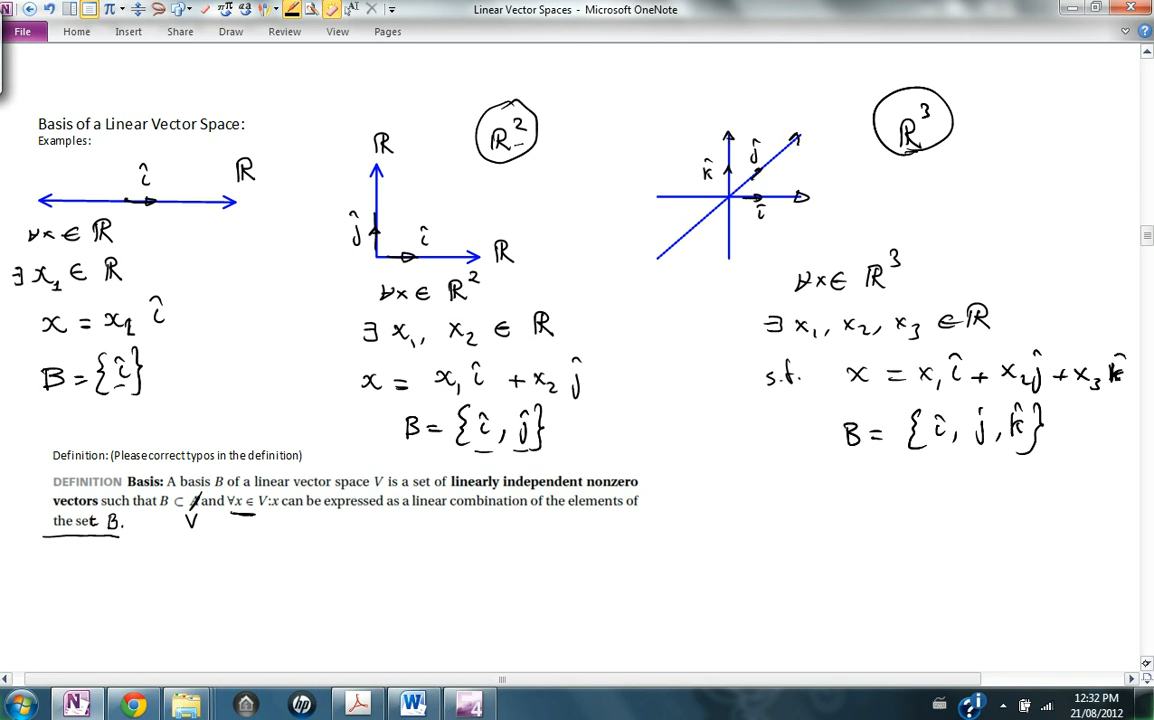 Linear Vector Spaces - Microsoft OneNote
File Home Insert Share Draw Review View Pages
Basis of a Linear Vector Space:
Examples:
î ℝ
∀x ∈ ℝ
∃ x₁ ∈ ℝ
x = x₁ î
B = {î}
ℝ ℝ²
ĵ î ℝ
∀x ∈ ℝ²
∃ x₁, x₂ ∈ ℝ
x = x₁ î + x₂ ĵ
B = {î, ĵ}
ℝ³
k̂ ĵ
î
∀x ∈ ℝ³
∃ x₁, x₂, x₃ ∈ ℝ
s.t. x = x₁ î + x₂ ĵ + x₃ k̂
B = {î, j, k̂}
Definition: (Please correct typos in the definition)
DEFINITION Basis: A basis B of a linear vector space V is a set of linearly independent nonzero
vectors such that B ⊂ and ∀x ∈ V:x can be expressed as a linear combination of the elements of
V
the set B.
12:32 PM
21/08/2012